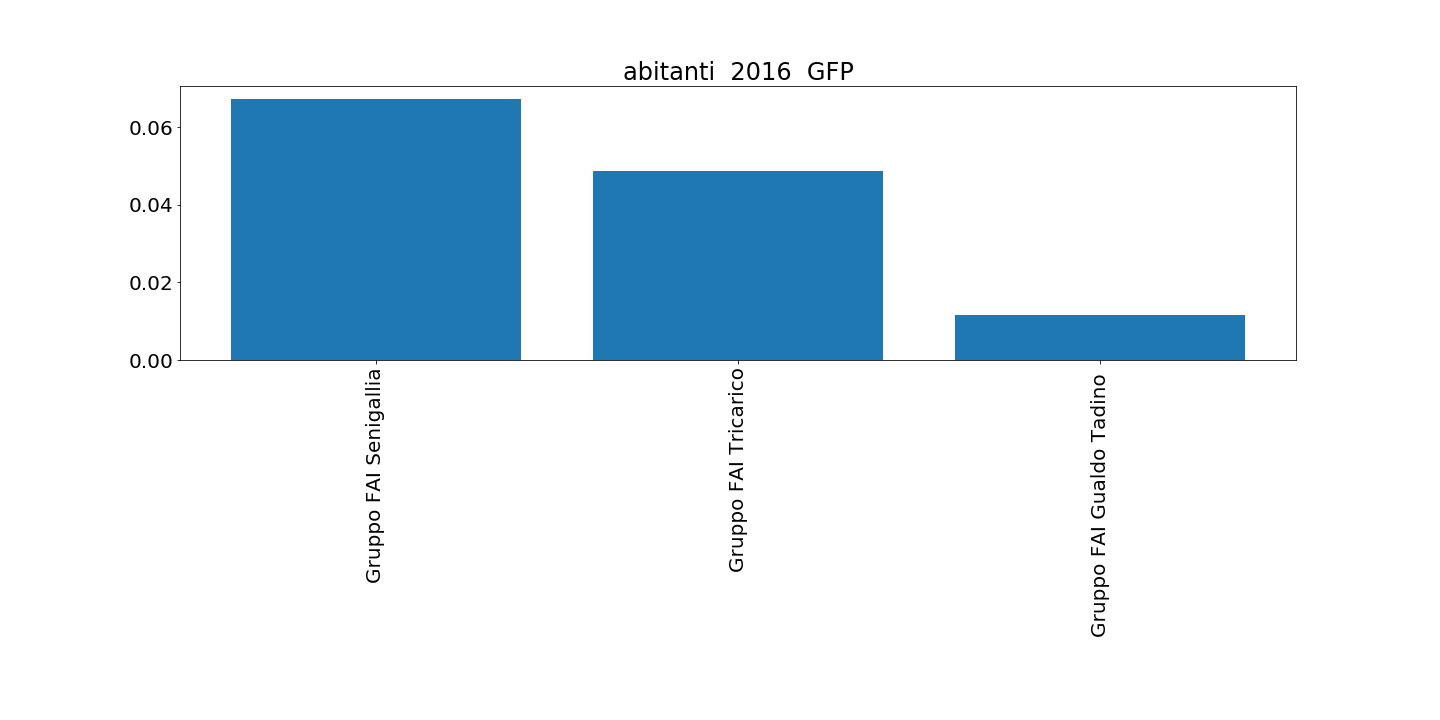 abitanti  2016  GFP
0.06
0.04
0.02
0.00
Gruppo FAI Senigallia
Gruppo FAI Tricarico
Gruppo FAI Gualdo Tadino